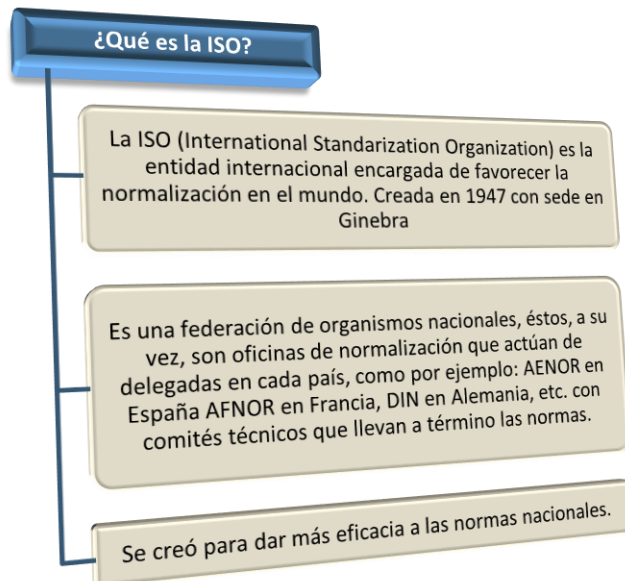 ¿Qué es la ISO?
La ISO (International Standarization Organization) es la
entidad internacional encargada de favorecer la
normalización en el mundo. Creada en 1947 con sede en
Ginebra
Es una federación de organismos nacionales, éstos, a su
vez, son oficinas de normalización que actúan de
delegadas en cada país, como por ejemplo: AENOR en
España AFNOR en Francia, DIN en Alemania, etc. con
comités técnicos que llevan a término las normas.
Se creó para dar más eficacia a las normas nacionales.